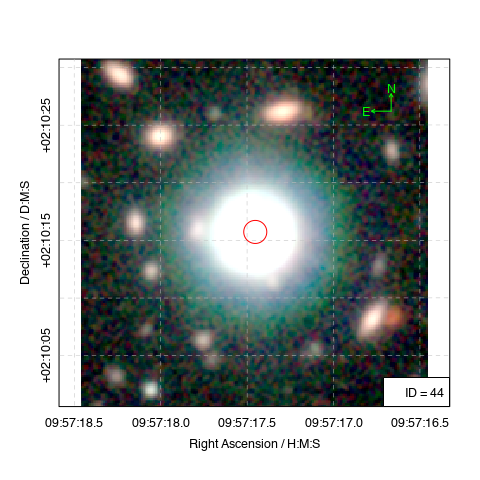 N
E
+02:10:25
+02:10:15
+02:10:05
Declination / D:M:S
ID = 44
09:57:18.5 09:57:18.0 09:57:17.5 09:57:17.0 09:57:16.5
Right Ascension / H:M:S